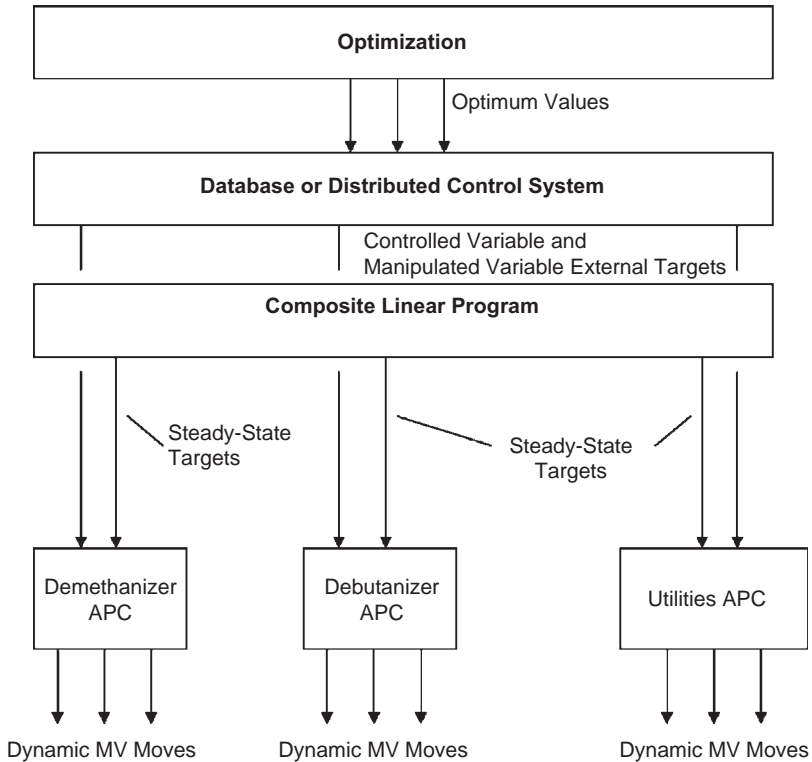 Optimization
Optimum Values
Database or Distributed Control System
Controlled Variable and
Manipulated Variable External Targets
Composite Linear Program
Steady-State
Targets
Steady-State
Targets
Demethanizer
APC
Debutanizer
APC
Utilities APC
Dynamic MV Moves
Dynamic MV Moves
Dynamic MV Moves